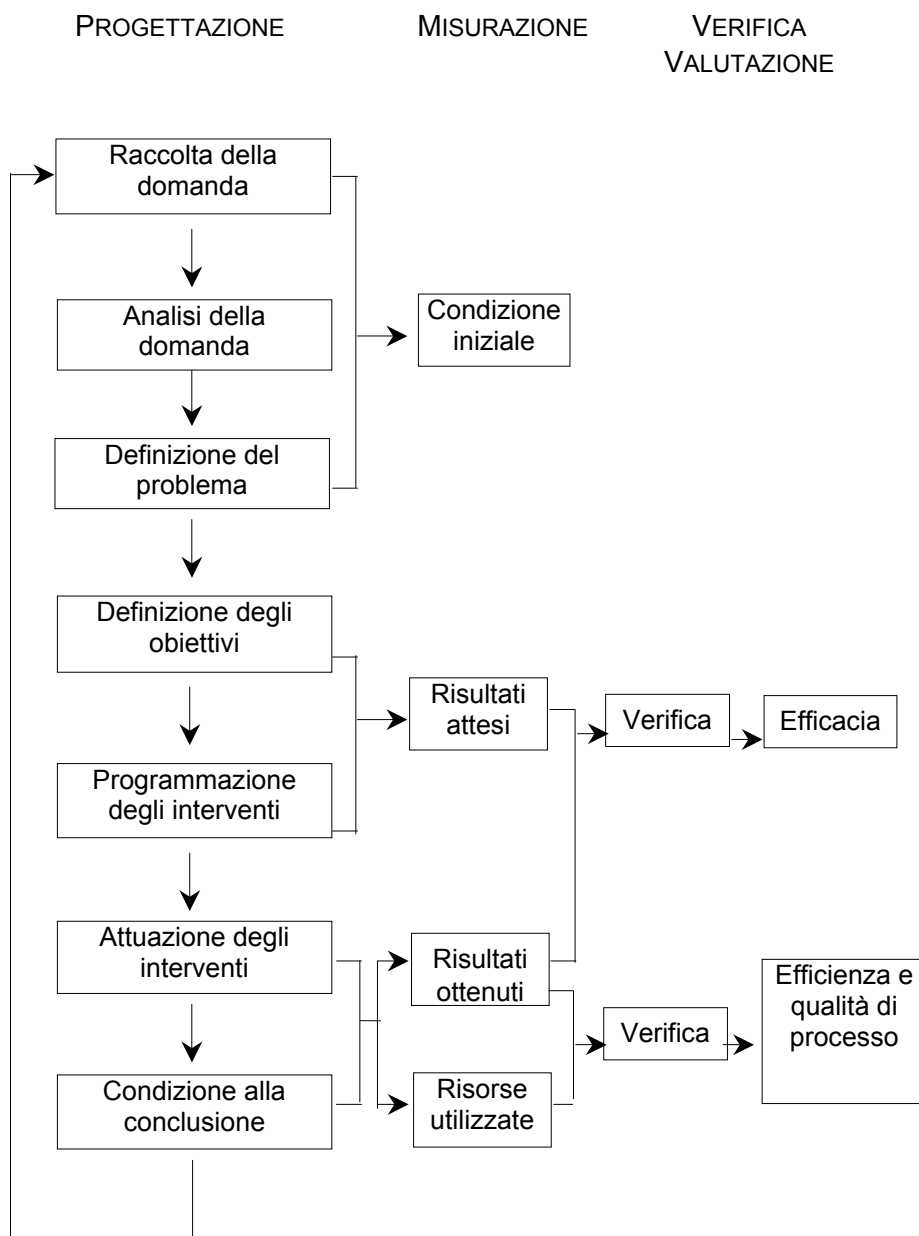 PROGETTAZIONE
MISURAZIONE
VERIFICA
VALUTAZIONE
Raccolta della
domanda
Analisi della
domanda
Condizione
iniziale
Definizione del
problema
Definizione degli
obiettivi
Risultati
attesi
Verifica
Efficacia
Programmazione
degli interventi
Attuazione degli
interventi
Risultati
ottenuti
Verifica
Efficienza e
qualità di
processo
Condizione alla
conclusione
Risorse
utilizzate